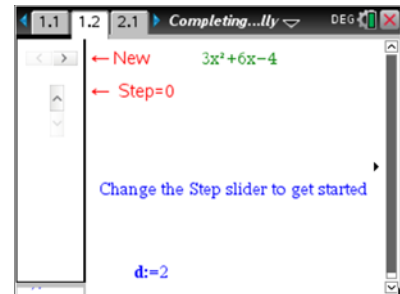 1.1 1.2 2.1 Completing...lly DEG
←New 3x²+6x-4
← Step=0
Change the Step slider to get started
d:=2